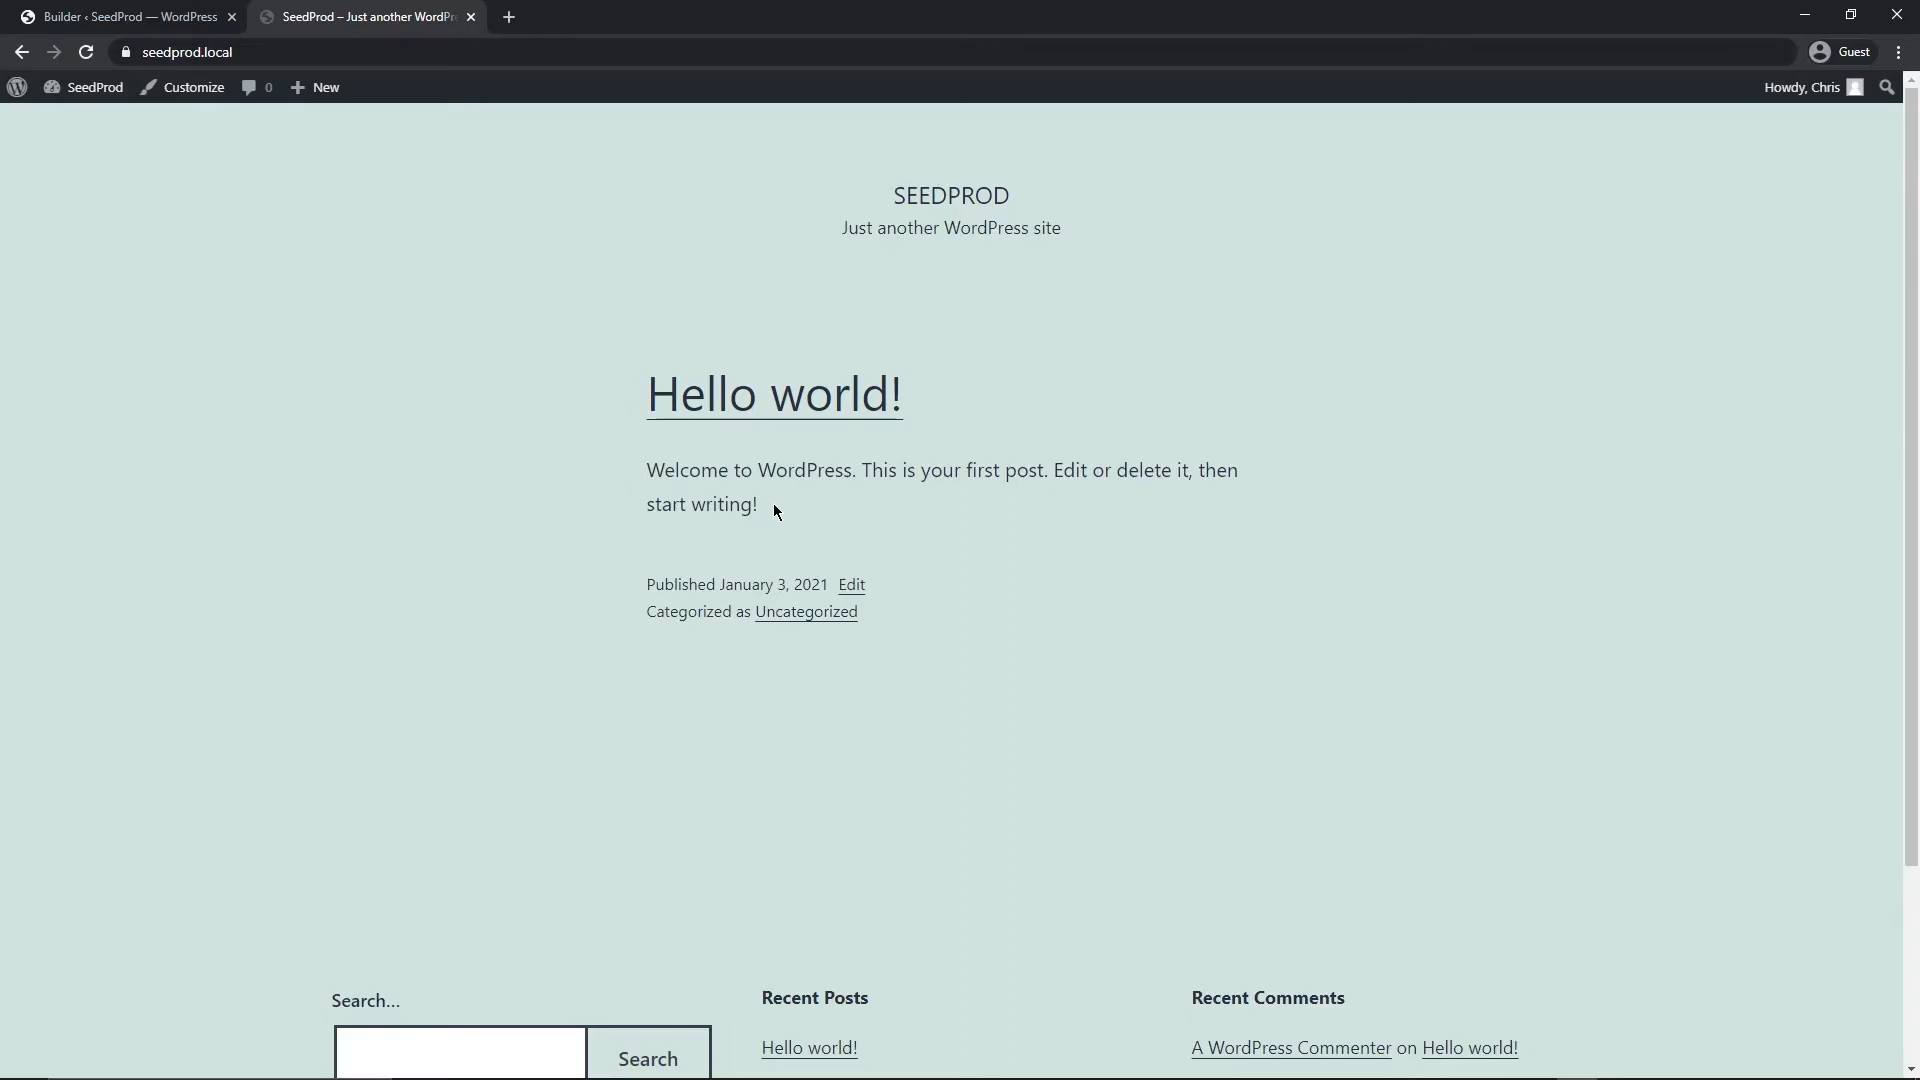 Builder ‹ SeedProd — WordPress
SeedProd – Just another WordPre
seedprod.local
Guest
SeedProd
Customize
0
New
Howdy, Chris
SEEDPROD
Just another WordPress site
Hello world!
Welcome to WordPress. This is your first post. Edit or delete it, then
start writing!
Published January 3, 2021 Edit
Categorized as Uncategorized
Search...
Search
Recent Posts
Hello world!
Recent Comments
A WordPress Commenter on Hello world!